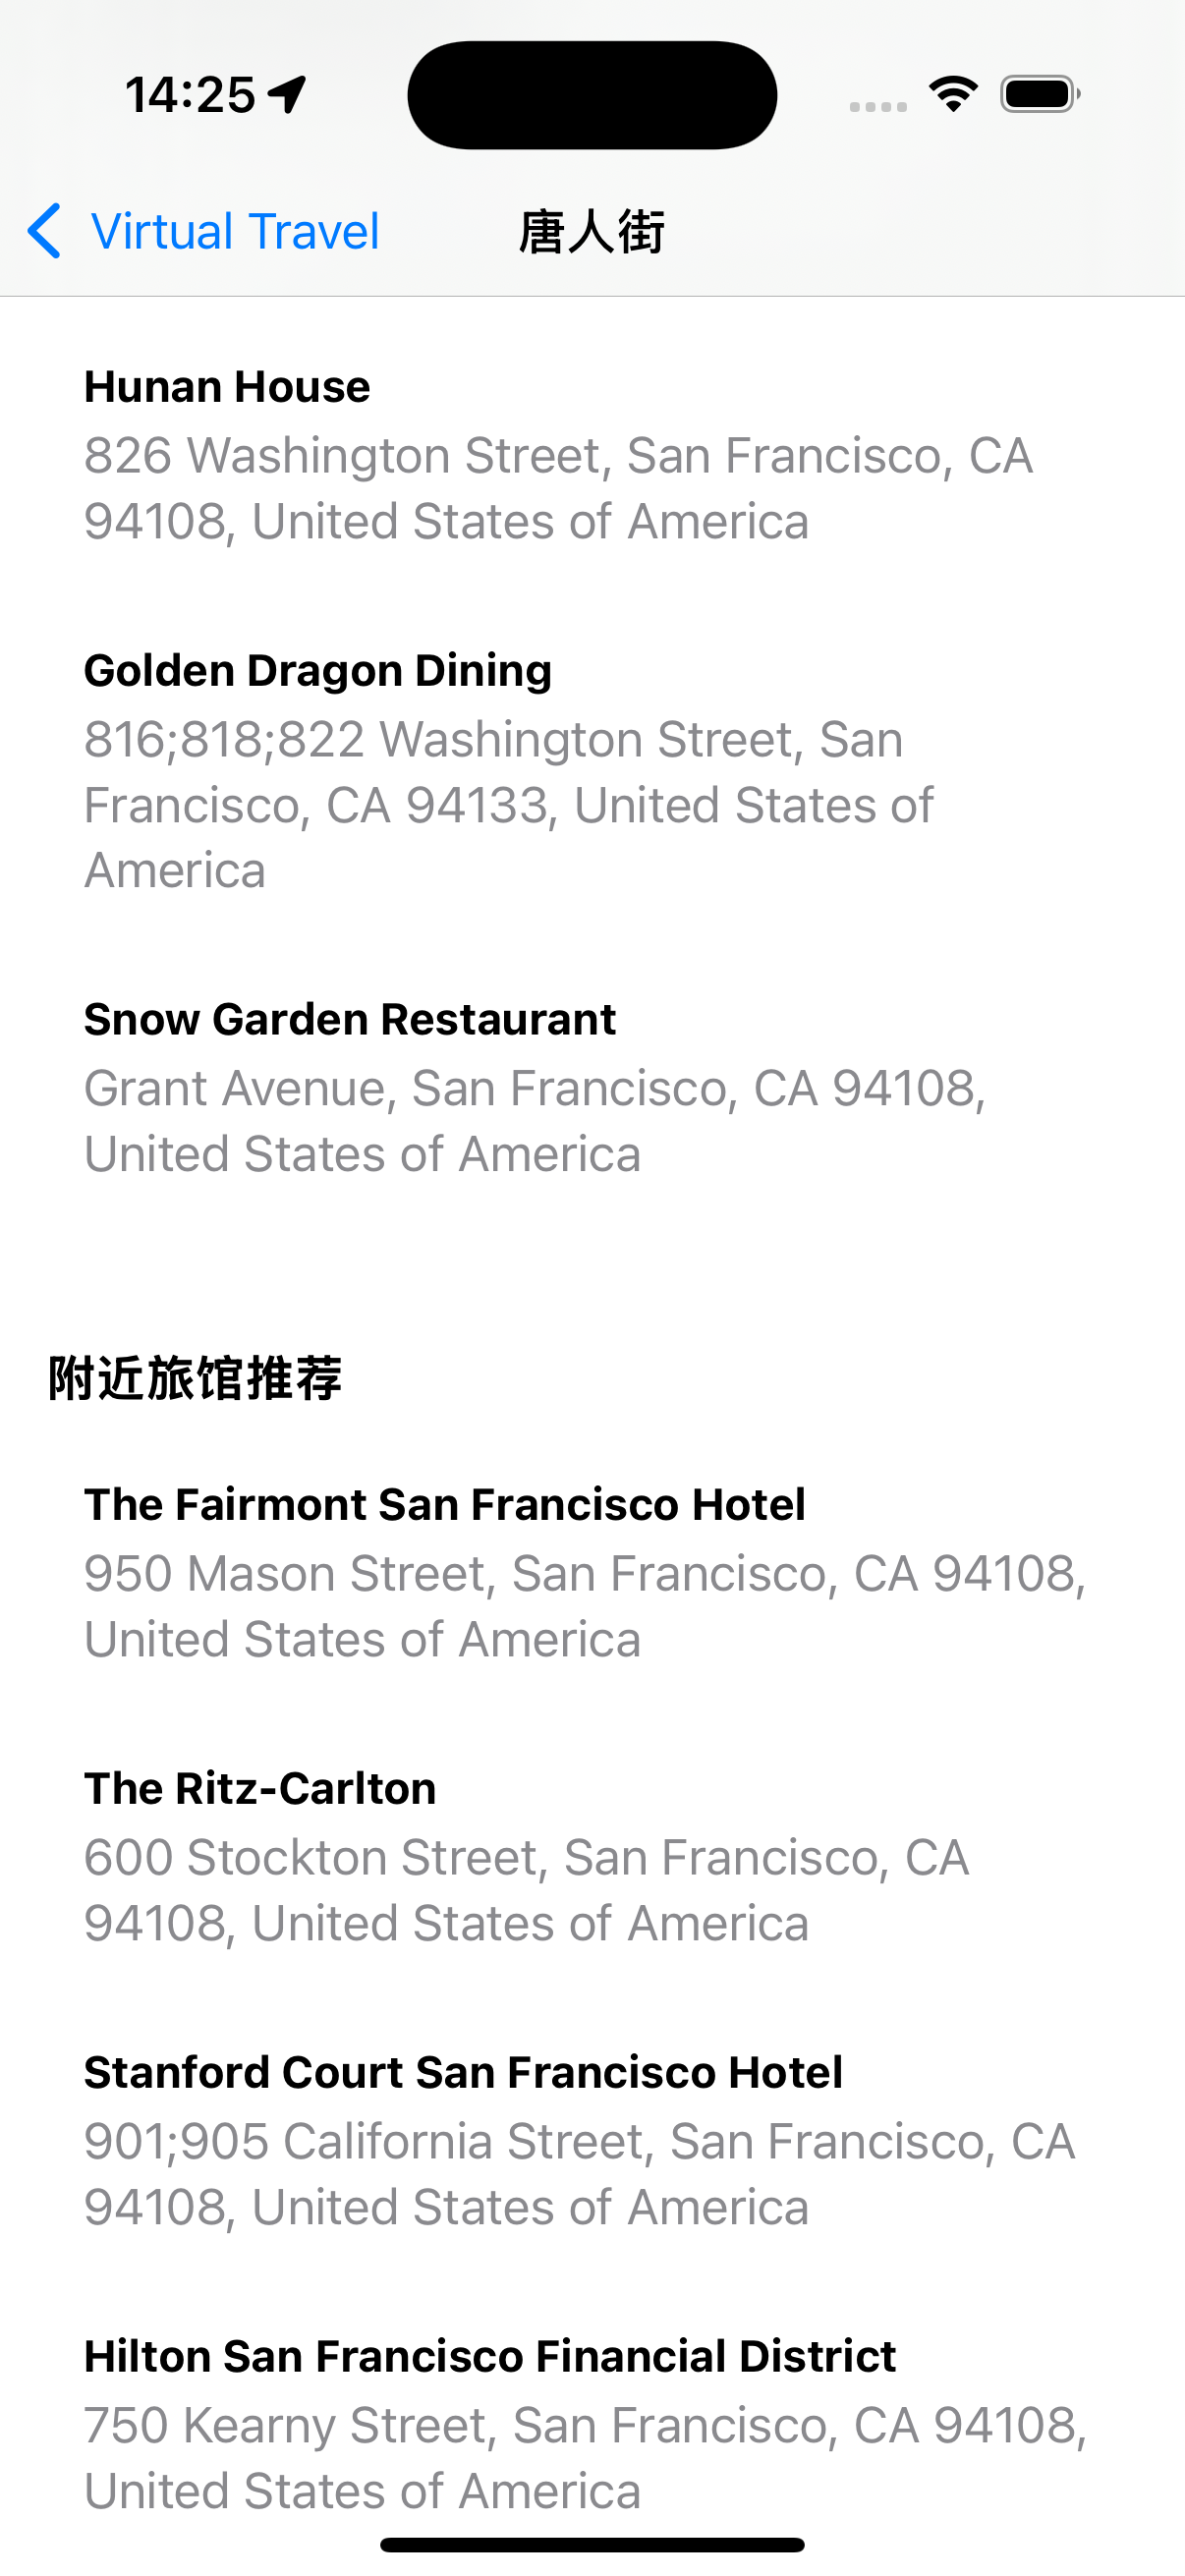 14:25
Virtual Travel
唐人街
Hunan House
826 Washington Street, San Francisco, CA
94108, United States of America
Golden Dragon Dining
816;818;822 Washington Street, San
Francisco, CA 94133, United States of
America
Snow Garden Restaurant
Grant Avenue, San Francisco, CA 94108,
United States of America
附近旅馆推荐
The Fairmont San Francisco Hotel
950 Mason Street, San Francisco, CA 94108,
United States of America
The Ritz-Carlton
600 Stockton Street, San Francisco, CA
94108, United States of America
Stanford Court San Francisco Hotel
901;905 California Street, San Francisco, CA
94108, United States of America
Hilton San Francisco Financial District
750 Kearny Street, San Francisco, CA 94108,
United States of America